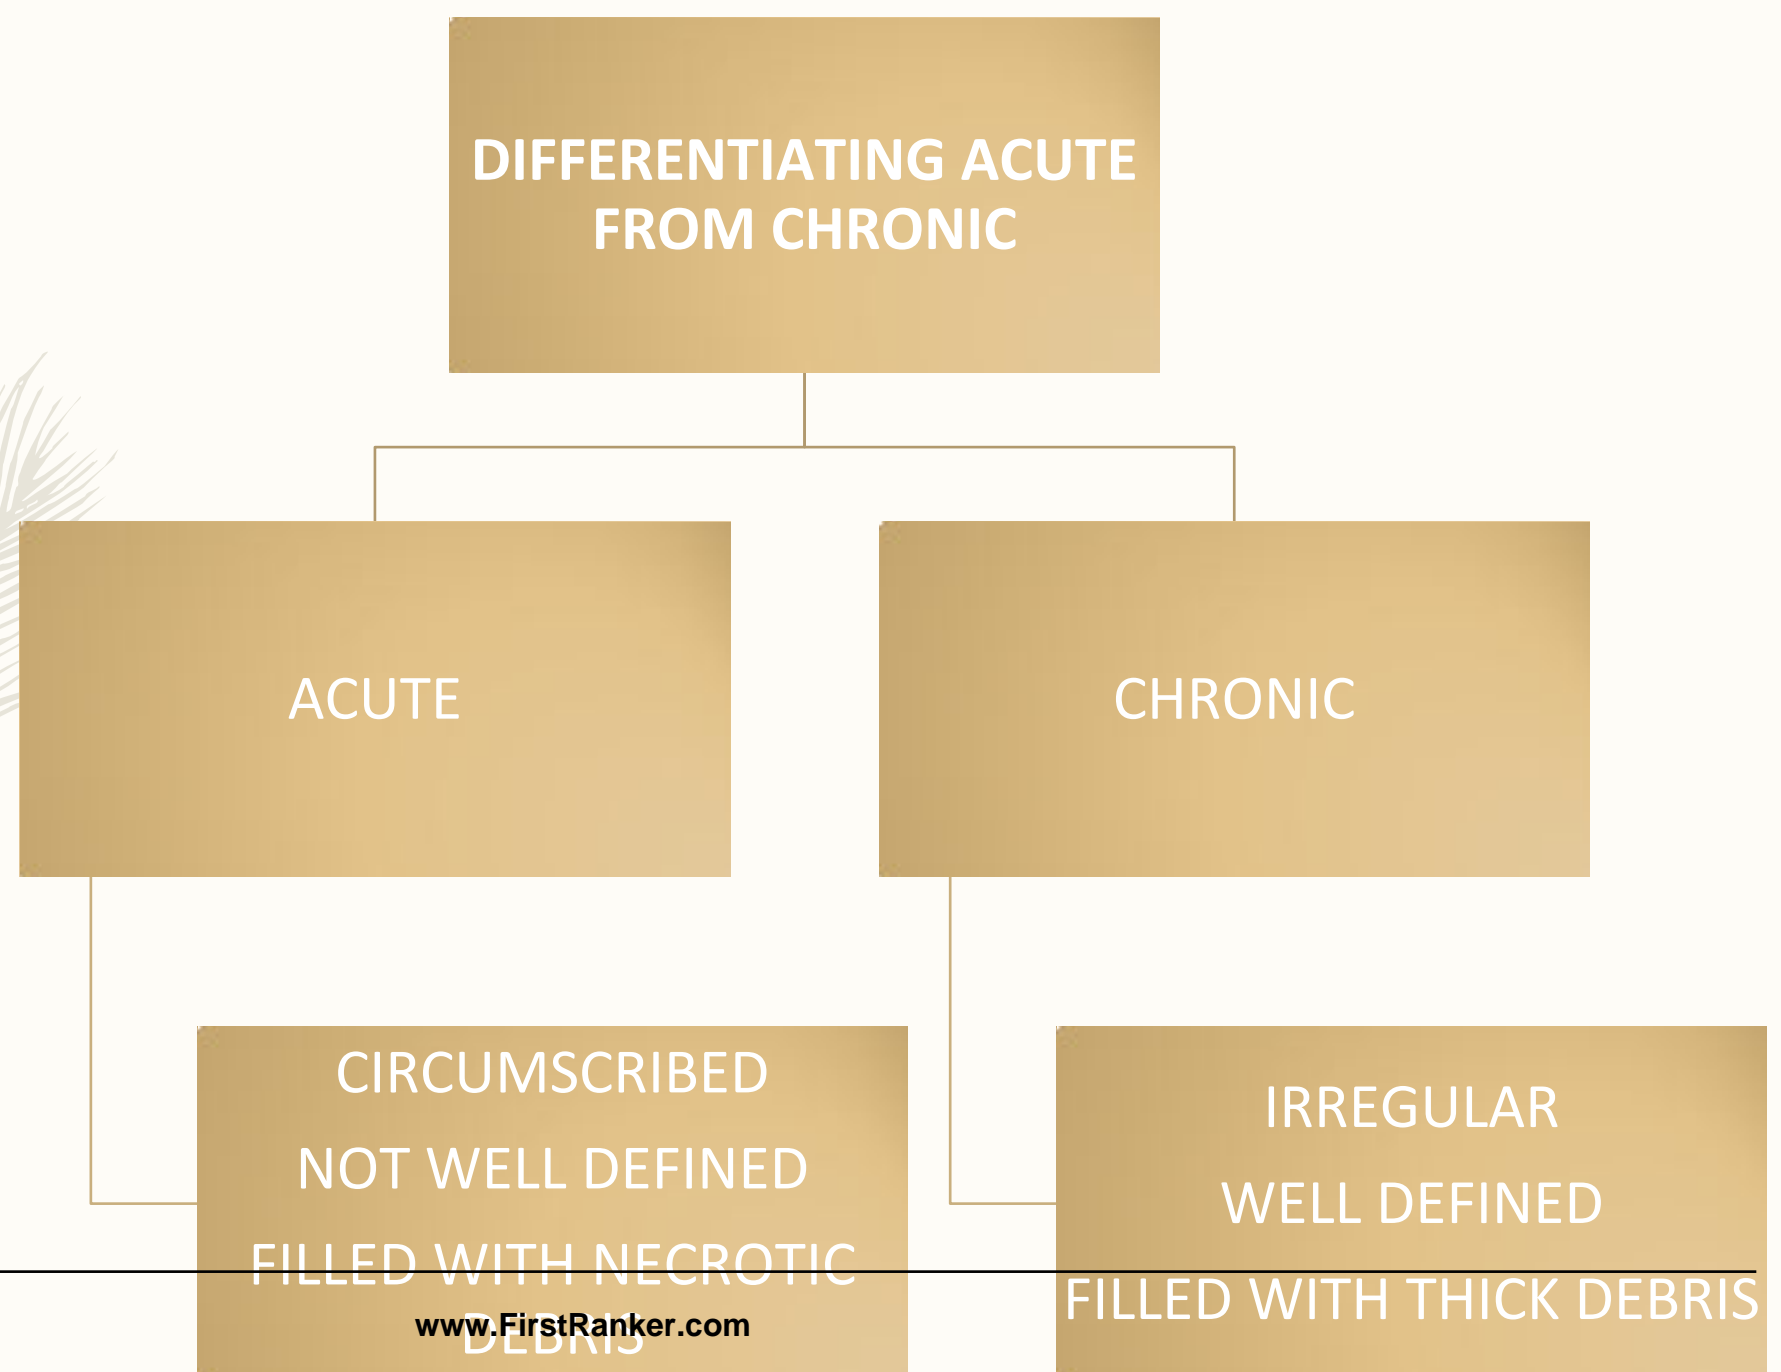 DIFFERENTIATING ACUTE
FROM CHRONIC
ACUTE
CHRONIC
CIRCUMSCRIBED
NOT WELL DEFINED
FILLED WITH NECROTIC
DEBRIS
IRREGULAR
WELL DEFINED
FILLED WITH THICK DEBRIS
www.FirstRanker.com